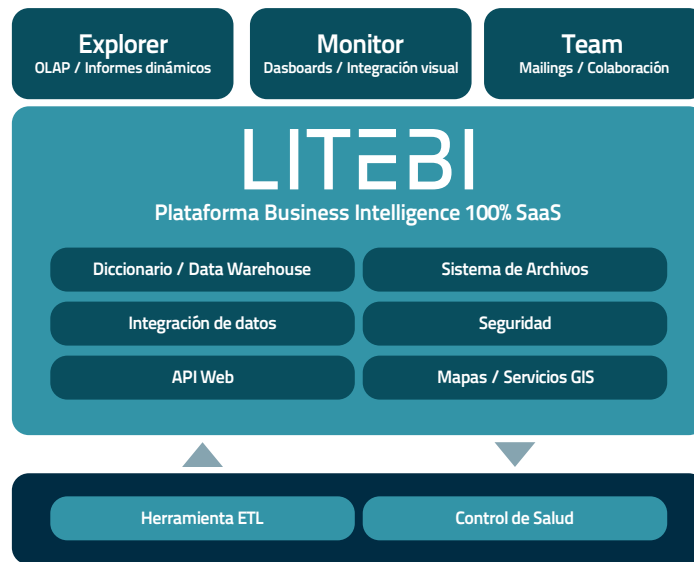 Explorer
OLAP / Informes dinámicos
Monitor
Dasboards / Integración visual
Team
Mailings / Colaboración
LITEBI
Plataforma Business Intelligence 100% SaaS
Diccionario / Data Warehouse
Sistema de Archivos
Integración de datos
Seguridad
API Web
Mapas / Servicios GIS
Herramienta ETL
Control de Salud